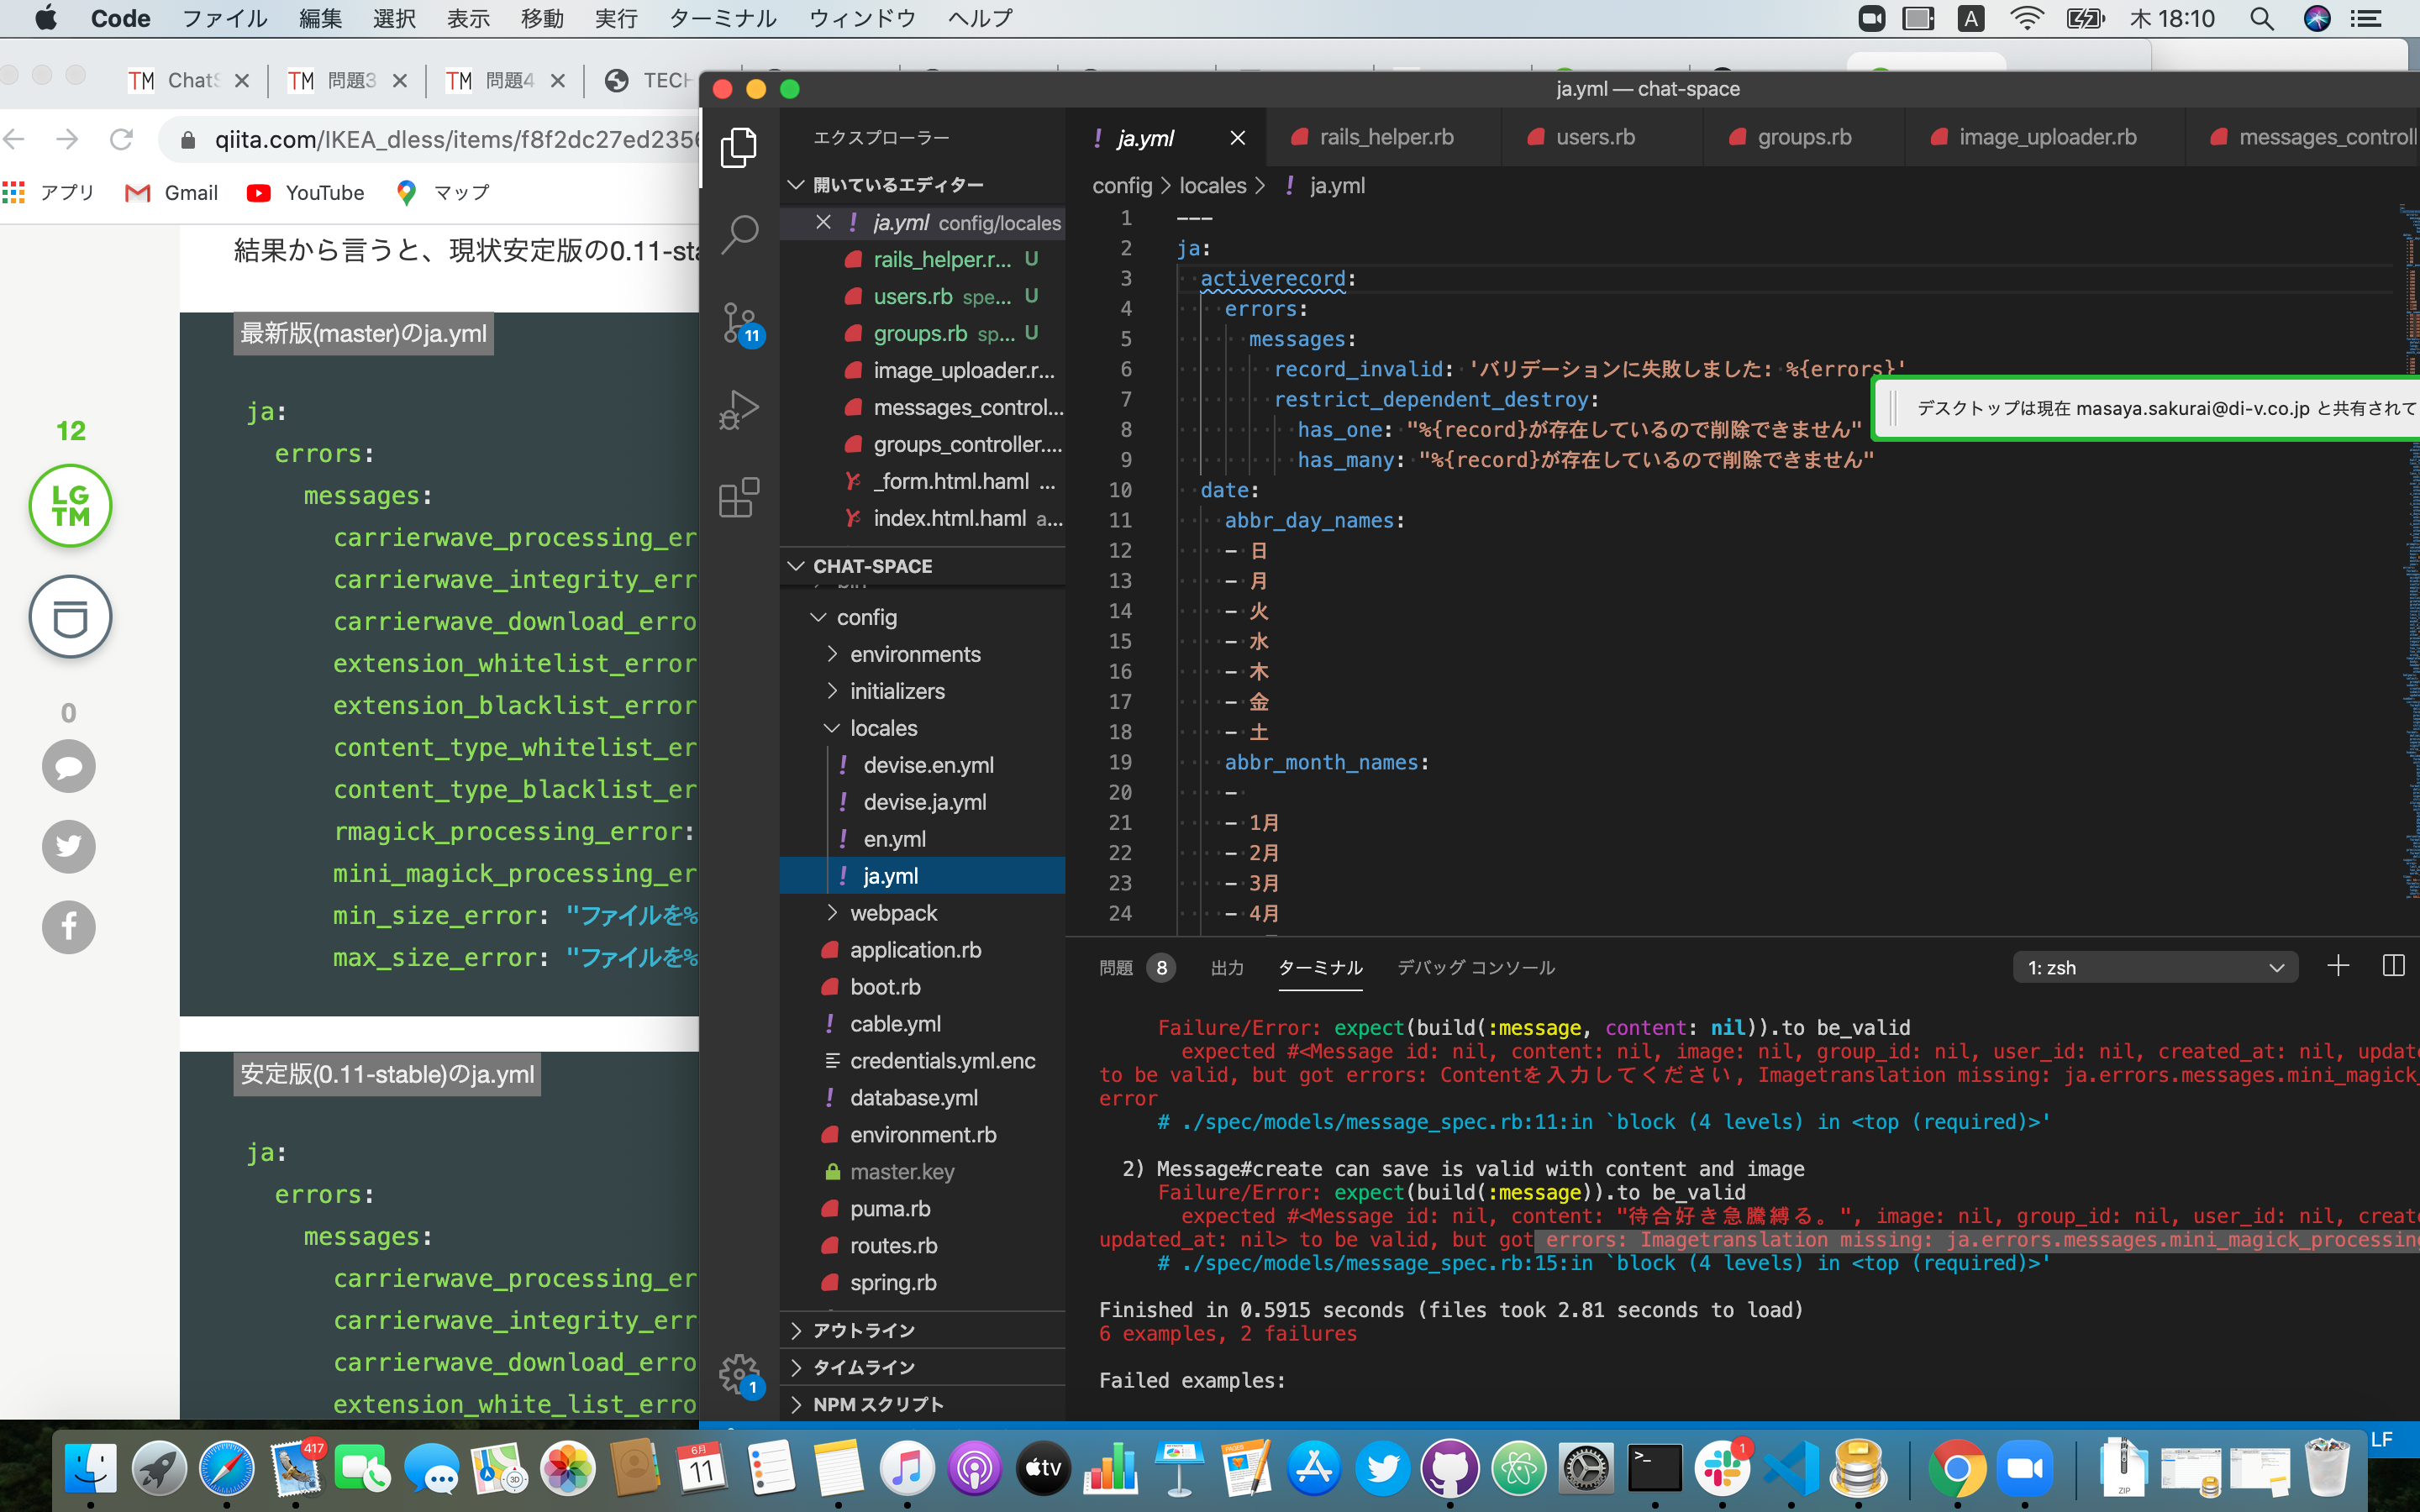 Code ファイル 編集 選択 表示 移動 実行 ターミナル ウィンドウ ヘルプ
A 木 18:10
TM ChatS TM 問題3 TM 問題4 TECH
qiita.com/IKEA_dless/items/f8f2dc27ed2356
アプリ Gmail YouTube マップ
結果から言うと、現状安定版の0.11-sta
最新版(master)のja.yml
ja:
errors:
messages:
carrierwave_processing_er
carrierwave_integrity_err
carrierwave_download_erro
extension_whitelist_error
extension_blacklist_error
content_type_whitelist_er
content_type_blacklist_er
rmagick_processing_error:
mini_magick_processing_er
min_size_error: "ファイルを%
max_size_error: "ファイルを%
12
LG
TM
0
安定版(0.11-stable)のja.yml
ja:
errors:
messages:
carrierwave_processing_er
carrierwave_integrity_err
carrierwave_download_erro
extension_white_list_erro
ja.yml — chat-space
エクスプローラー
開いているエディター
! ja.yml config/locales
rails_helper.r... U
users.rb spe... U
groups.rb sp... U
image_uploader.r...
messages_control...
groups_controller....
_form.html.haml ...
index.html.haml a...
CHAT-SPACE
bin
config
environments
initializers
locales
! devise.en.yml
! devise.ja.yml
! en.yml
! ja.yml
webpack
application.rb
boot.rb
! cable.yml
credentials.yml.enc
! database.yml
environment.rb
master.key
puma.rb
routes.rb
spring.rb
アウトライン
タイムライン
NPM スクリプト
11
1
! ja.yml rails_helper.rb users.rb groups.rb image_uploader.rb messages_controll
config > locales > ! ja.yml
1 ---
2 ja:
3 activerecord:
4 errors:
5 messages:
6 record_invalid: 'バリデーションに失敗しました: %{errors}'
7 restrict_dependent_destroy:
8 has_one: "%{record}が存在しているので削除できません"
9 has_many: "%{record}が存在しているので削除できません"
10 date:
11 abbr_day_names:
12 - 日
13 - 月
14 - 火
15 - 水
16 - 木
17 - 金
18 - 土
19 abbr_month_names:
20 -
21 - 1月
22 - 2月
23 - 3月
24 - 4月
デスクトップは現在 masaya.sakurai@di-v.co.jp と共有されて
問題 8 出力 ターミナル デバッグ コンソール 1: zsh
Failure/Error: expect(build(:message, content: nil)).to be_valid
expected #<Message id: nil, content: nil, image: nil, group_id: nil, user_id: nil, created_at: nil, update
to be valid, but got errors: Contentを入力してください, Imagetranslation missing: ja.errors.messages.mini_magick_
error
# ./spec/models/message_spec.rb:11:in `block (4 levels) in <top (required)>'
2) Message#create can save is valid with content and image
Failure/Error: expect(build(:message)).to be_valid
expected #<Message id: nil, content: "待合好き急騰縛る。", image: nil, group_id: nil, user_id: nil, creat
updated_at: nil> to be valid, but got errors: Imagetranslation missing: ja.errors.messages.mini_magick_processing
# ./spec/models/message_spec.rb:15:in `block (4 levels) in <top (required)>'
Finished in 0.5915 seconds (files took 2.81 seconds to load)
6 examples, 2 failures
Failed examples:
LF
417
3D
6月
11
tv
PAGES
>_
1
ZIP